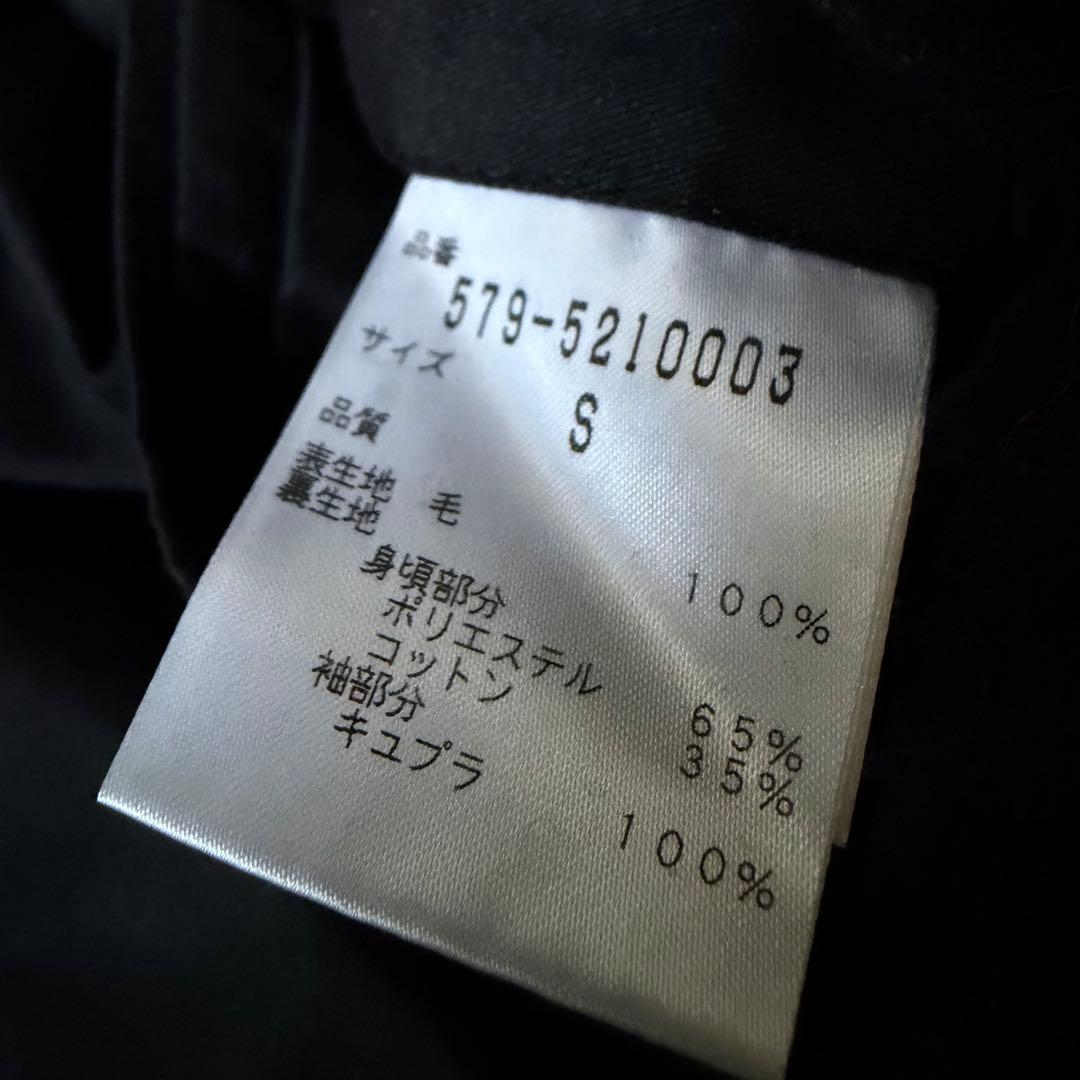 品番
579-5210003
サイズ S
品質
表生地 毛 100%
裏生地
身頃部分
ポリエステル 65%
コットン 35%
袖部分
キュプラ 100%